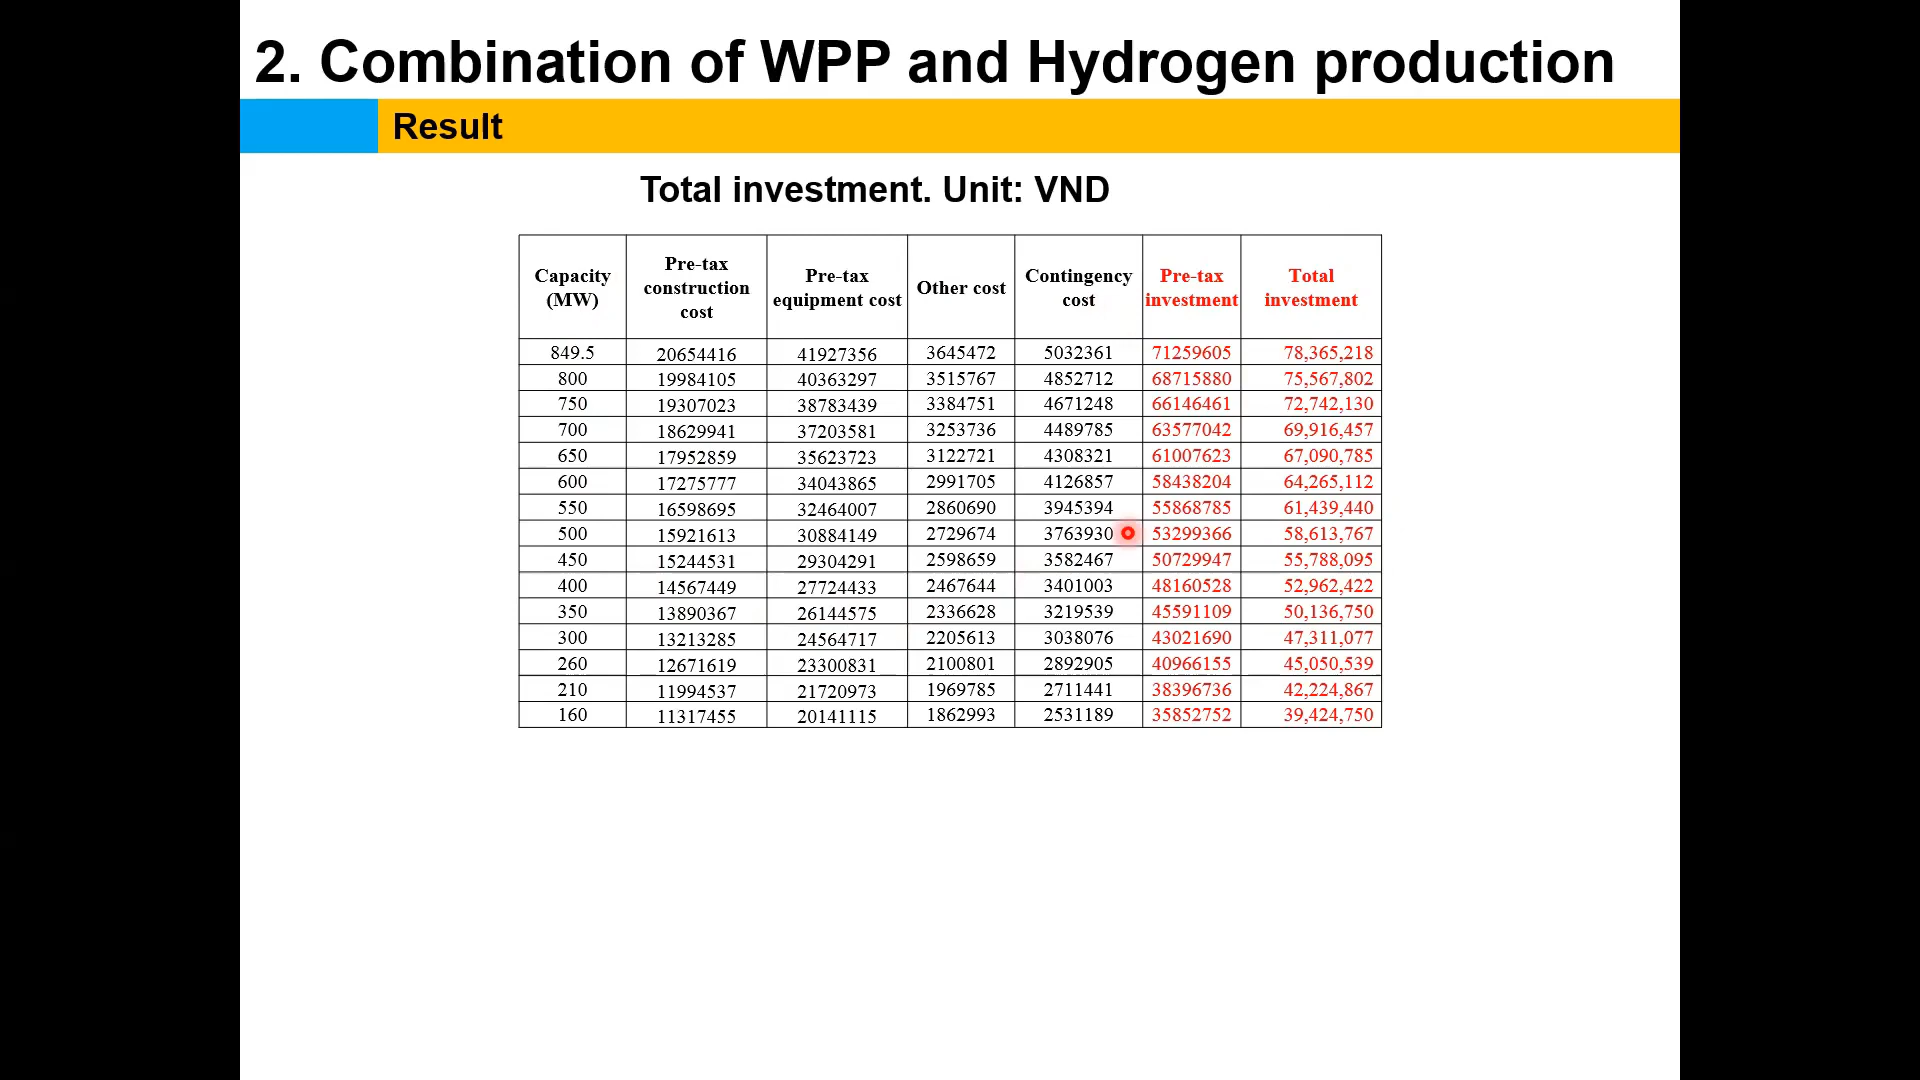 2. Combination of WPP and Hydrogen production
Result
Total investment. Unit: VND
Capacity (MW) Pre-tax construction cost Pre-tax equipment cost Other cost Contingency cost Pre-tax investment Total investment
849.5 20654416 41927356 3645472 5032361 71259605 78,365,218
800 19984105 40363297 3515767 4852712 68715880 75,567,802
750 19307023 38783439 3384751 4671248 66146461 72,742,130
700 18629941 37203581 3253736 4489785 63577042 69,916,457
650 17952859 35623723 3122721 4308321 61007623 67,090,785
600 17275777 34043865 2991705 4126857 58438204 64,265,112
550 16598695 32464007 2860690 3945394 55868785 61,439,440
500 15921613 30884149 2729674 3763930 53299366 58,613,767
450 15244531 29304291 2598659 3582467 50729947 55,788,095
400 14567449 27724433 2467644 3401003 48160528 52,962,422
350 13890367 26144575 2336628 3219539 45591109 50,136,750
300 13213285 24564717 2205613 3038076 43021690 47,311,077
260 12671619 23300831 2100801 2892905 40966155 45,050,539
210 11994537 21720973 1969785 2711441 38396736 42,224,867
160 11317455 20141115 1862993 2531189 35852752 39,424,750